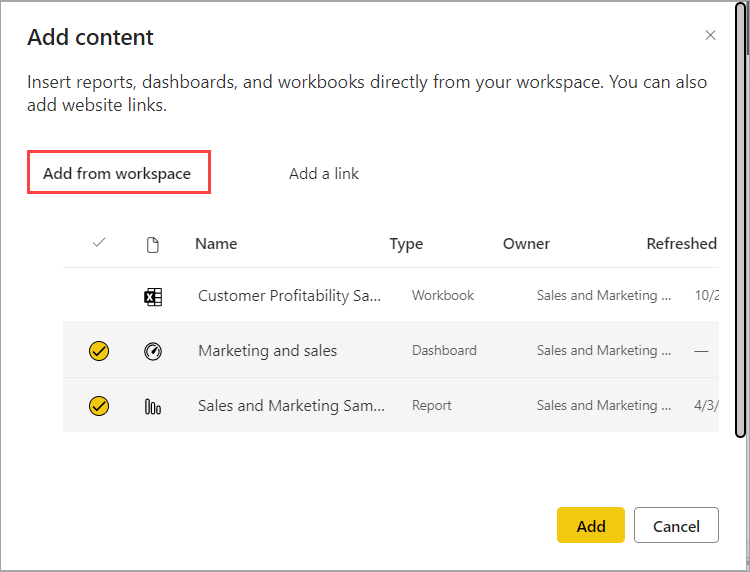 Add content
Insert reports, dashboards, and workbooks directly from your workspace. You can also
add website links.
Add from workspace Add a link
Name Type Owner Refreshed
Customer Profitability Sa... Workbook Sales and Marketing ... 10/2
Marketing and sales Dashboard Sales and Marketing ... —
Sales and Marketing Sam... Report Sales and Marketing ... 4/3/
Add Cancel